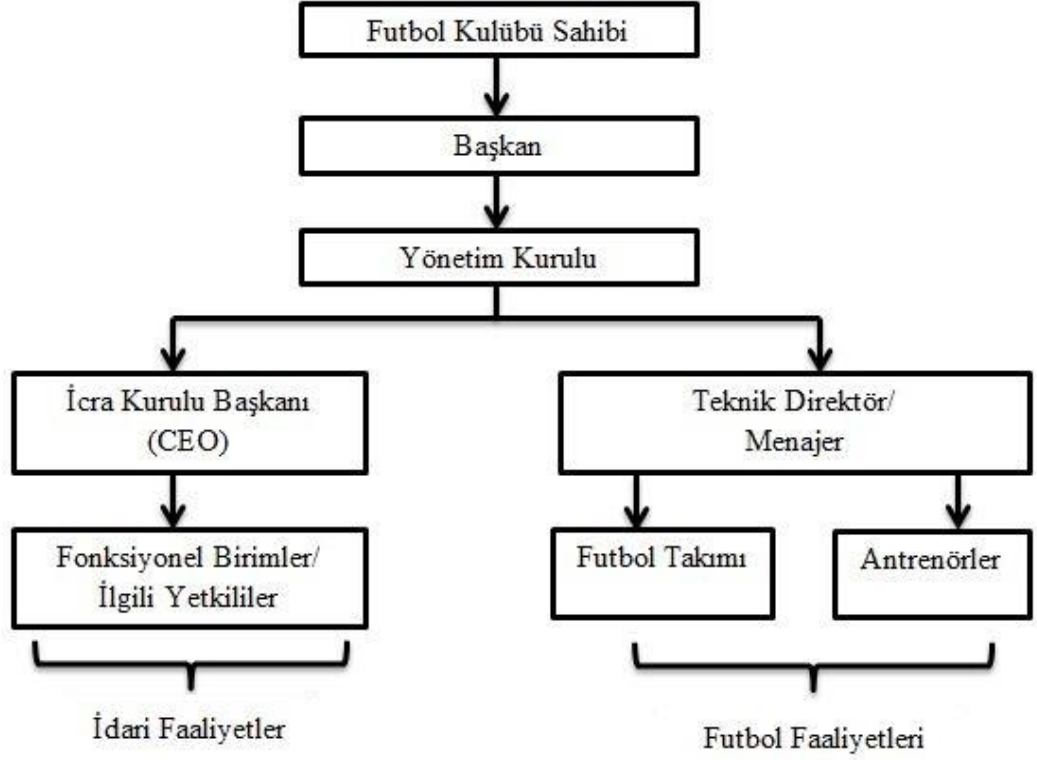 Futbol Kulübü Sahibi
Başkan
Yönetim Kurulu
İcra Kurulu Başkanı
(CEO)
Teknik Direktör/
Menajer
Fonksiyonel Birimler/
İlgili Yetkililer
Futbol Takımı
Antrenörler
İdari Faaliyetler
Futbol Faaliyetleri